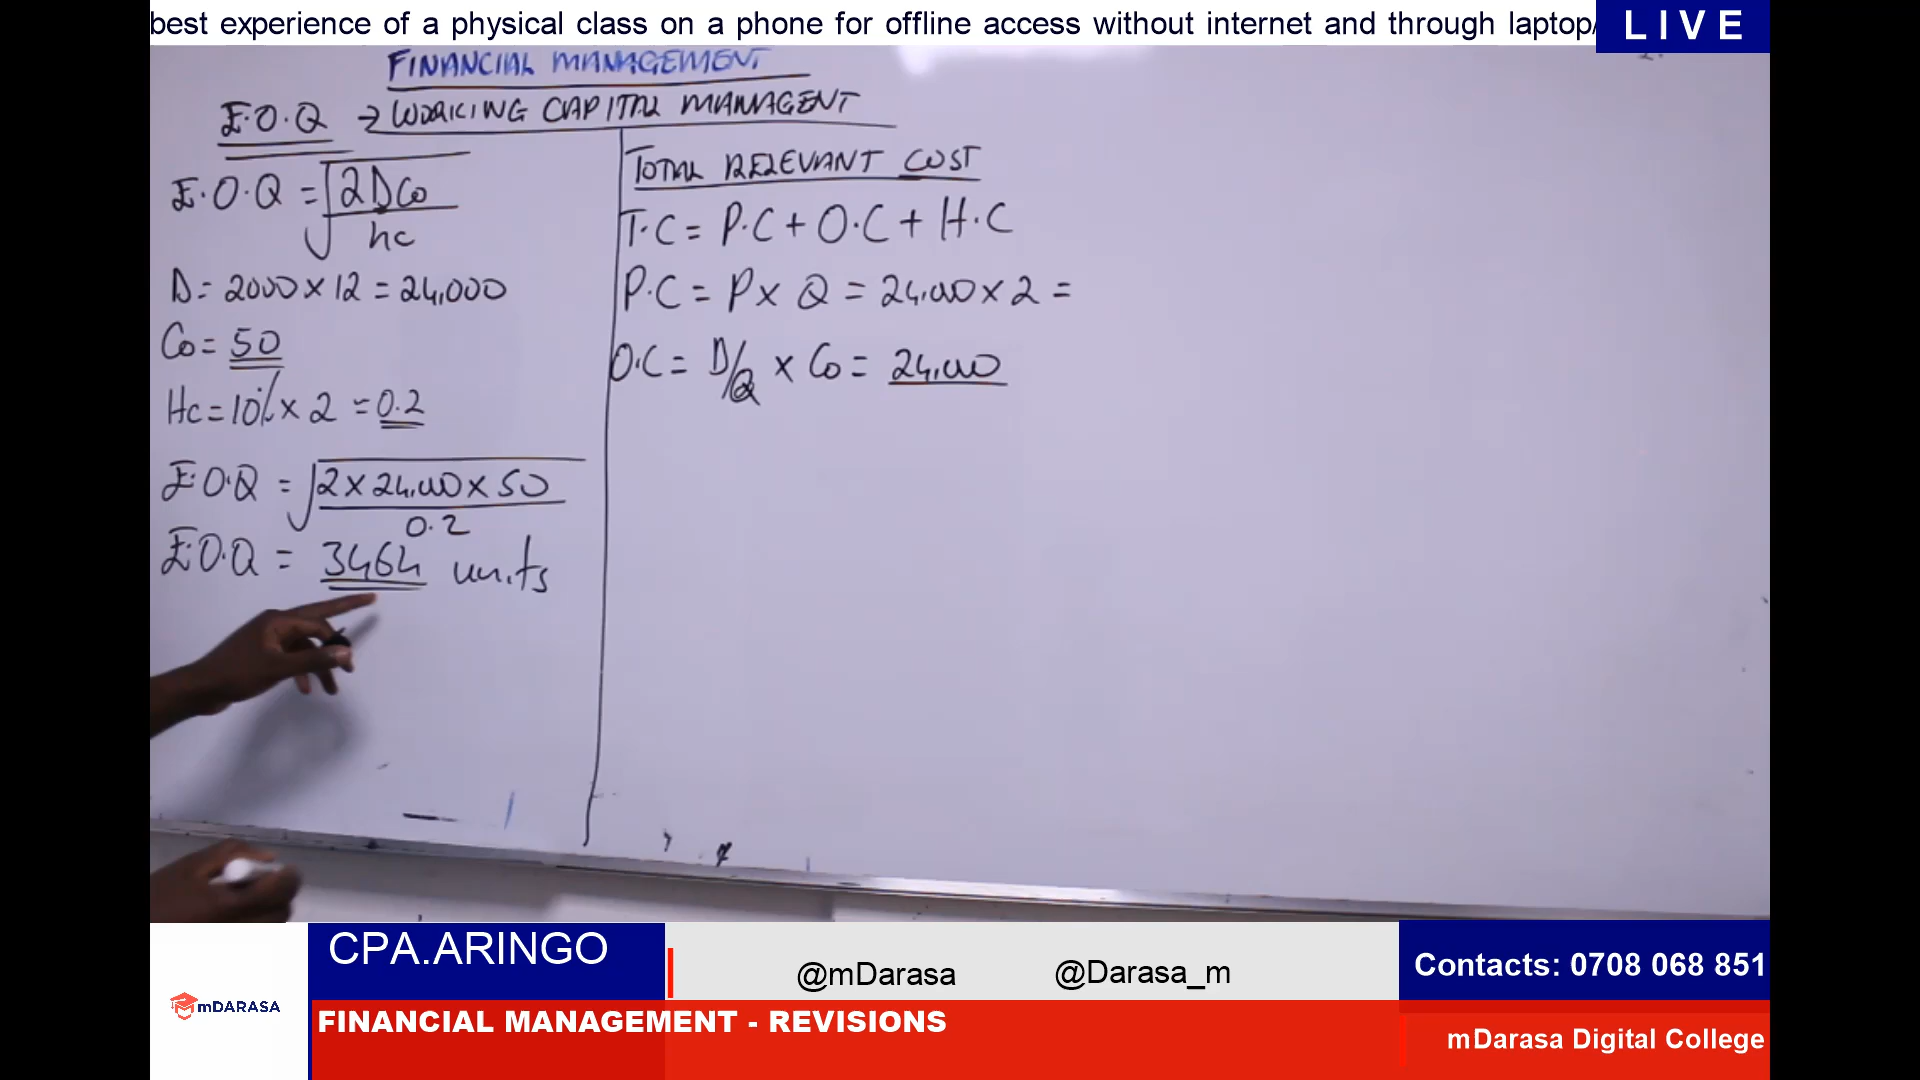 best experience of a physical class on a phone for offline access without internet and through laptop/
LIVE
FINANCIAL MANAGEMENT
E.O.Q → WORKING CAPITAL MANAGENT
E.O.Q = √2DCo
hc
D = 2000 × 12 = 24,000
Co = 50
Hc = 10% × 2 = 0.2
E.O.Q = √2 × 24,000 × 50
0.2
E.O.Q = 3464 units
TOTAL RELEVANT COST
T.C = P.C + O.C + H.C
P.C = P × Q = 24,000 × 2 =
O.C = D/Q × Co = 24,000
CPA.ARINGO
@mDarasa
@Darasa_m
Contacts: 0708 068 851
mDARASA
FINANCIAL MANAGEMENT - REVISIONS
mDarasa Digital College